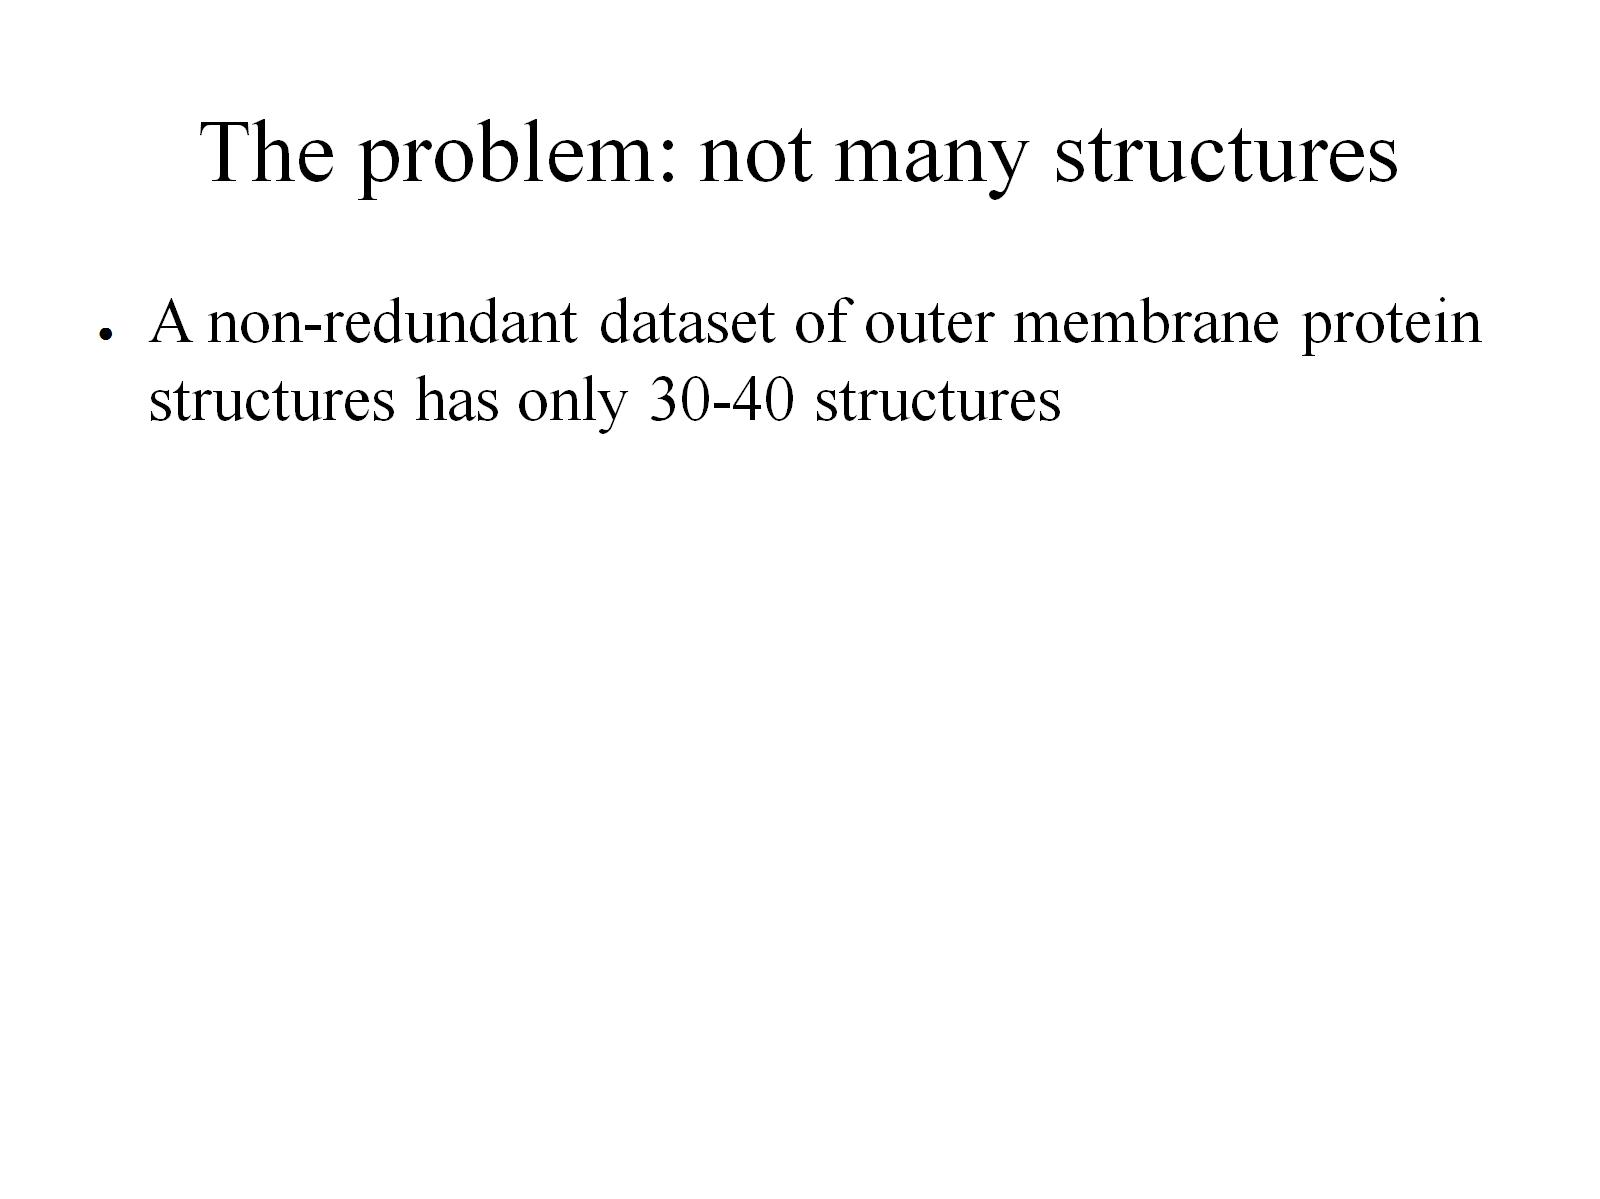 The problem: not many structures
● A non-redundant dataset of outer membrane protein
structures has only 30-40 structures